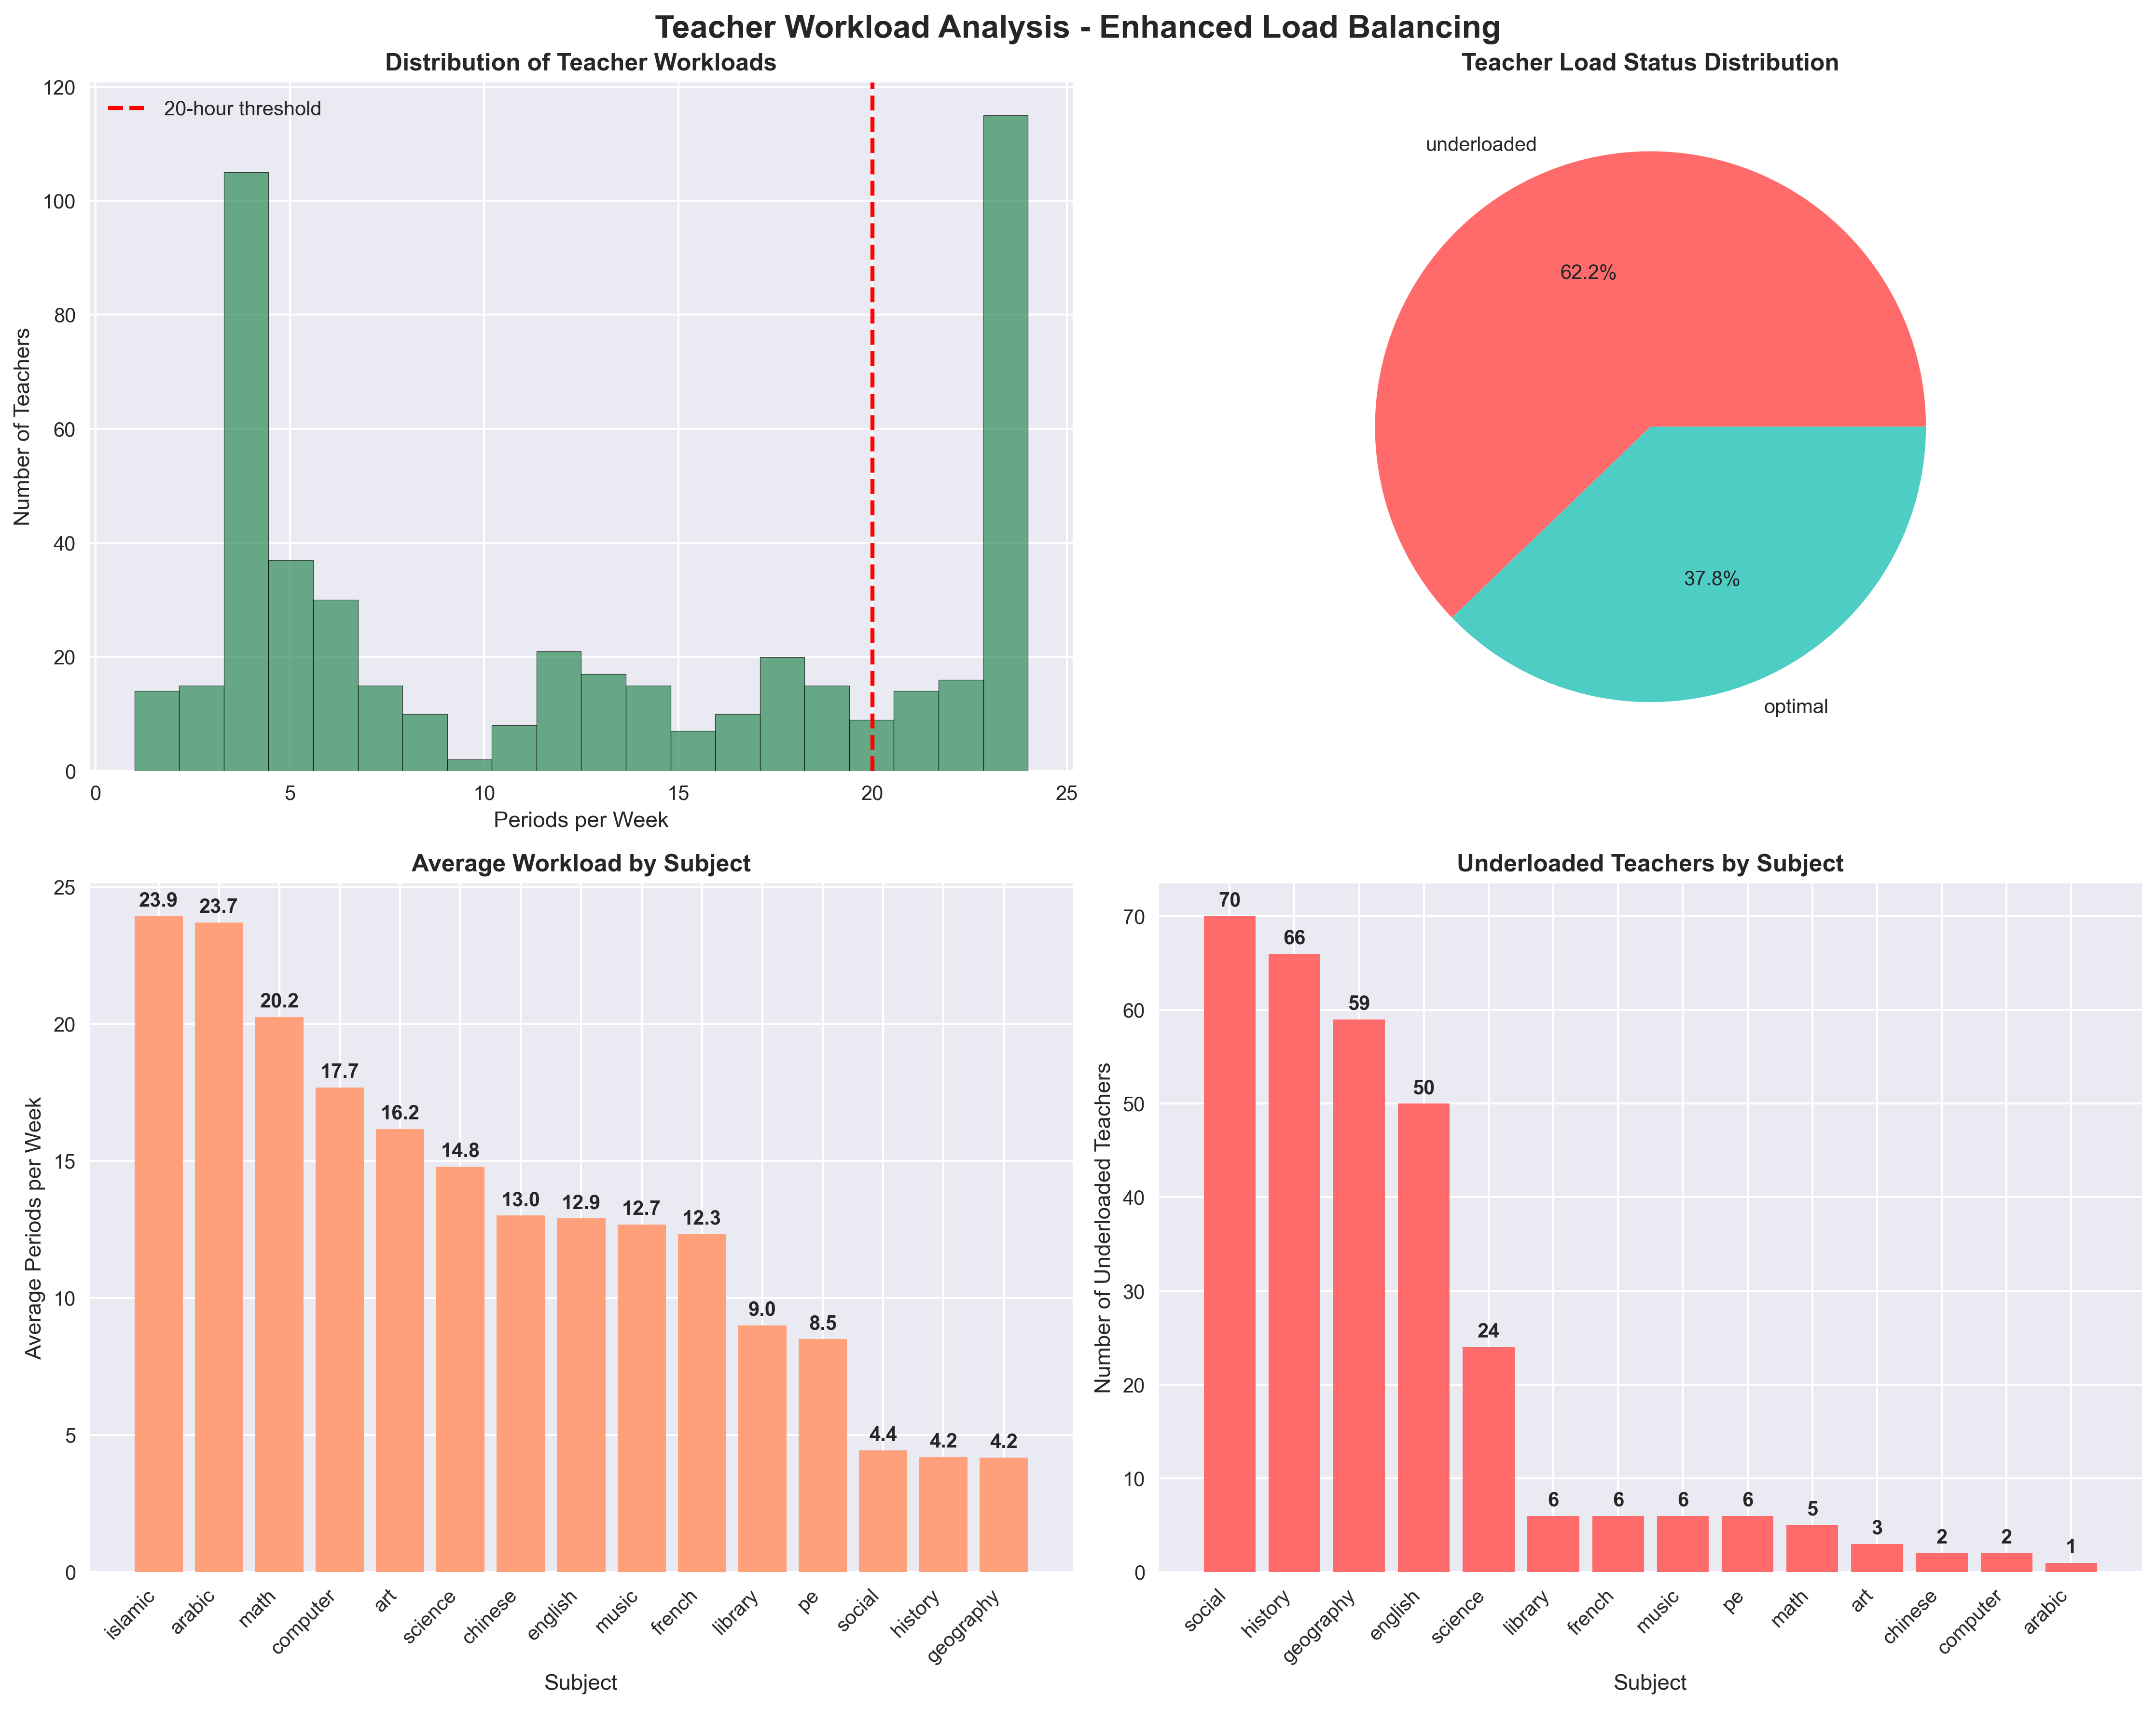 Teacher Workload Analysis - Enhanced Load Balancing
Distribution of Teacher Workloads
20-hour threshold
Number of Teachers
120
100
80
60
40
20
0
0 5 10 15 20 25
Periods per Week
Teacher Load Status Distribution
underloaded
62.2%
37.8%
optimal
Average Workload by Subject
Average Periods per Week
25
20
15
10
5
0
23.9 23.7 20.2 17.7 16.2 14.8 13.0 12.9 12.7 12.3 9.0 8.5 4.4 4.2 4.2
islamic arabic math computer art science chinese english music french library pe social history geography
Subject
Underloaded Teachers by Subject
Number of Underloaded Teachers
70
60
50
40
30
20
10
0
70 66 59 50 24 6 6 6 6 5 3 2 2 1
social history geography english science library french music pe math art chinese computer arabic
Subject